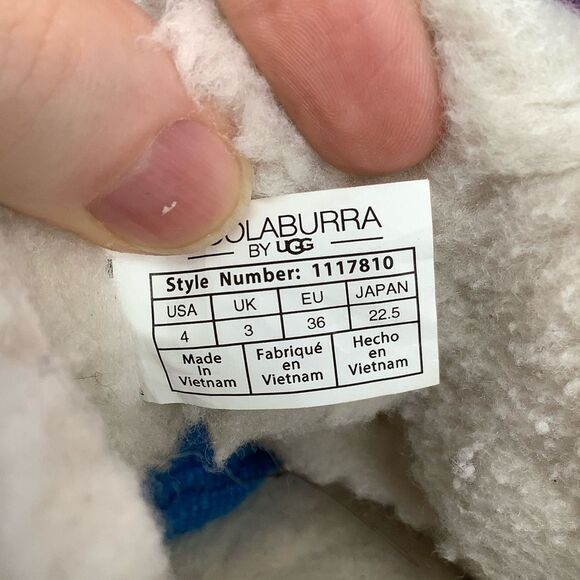 OLABURRA
BY UGG
Style Number: 1117810
USA UK EU JAPAN
4 3 36 22.5
Made In Vietnam
Fabriqué en Vietnam
Hecho en Vietnam